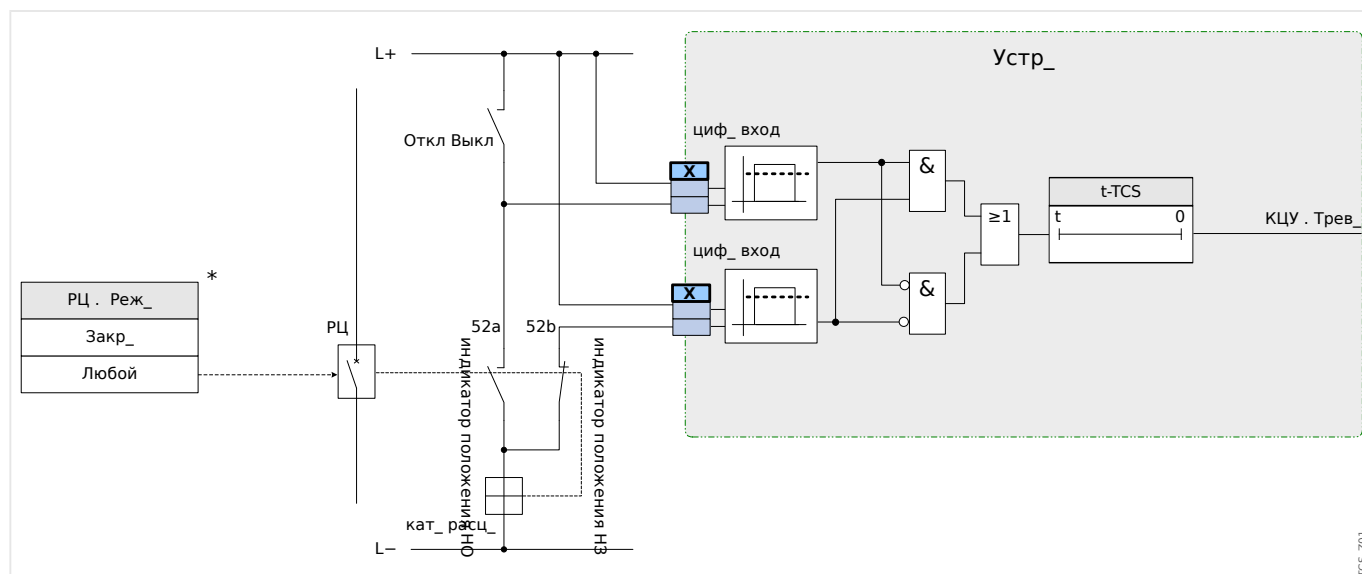 Устр_
L+
циф_ вход
Откл Выкл
X
&
≥1
t-TCS
t 0
КЦУ . Трев_
циф_ вход
X
&
*
РЦ . Реж_
Закр_
Любой
РЦ
52a
52b
индикатор положения НО
индикатор положения НЗ
кат_ расц_
L−